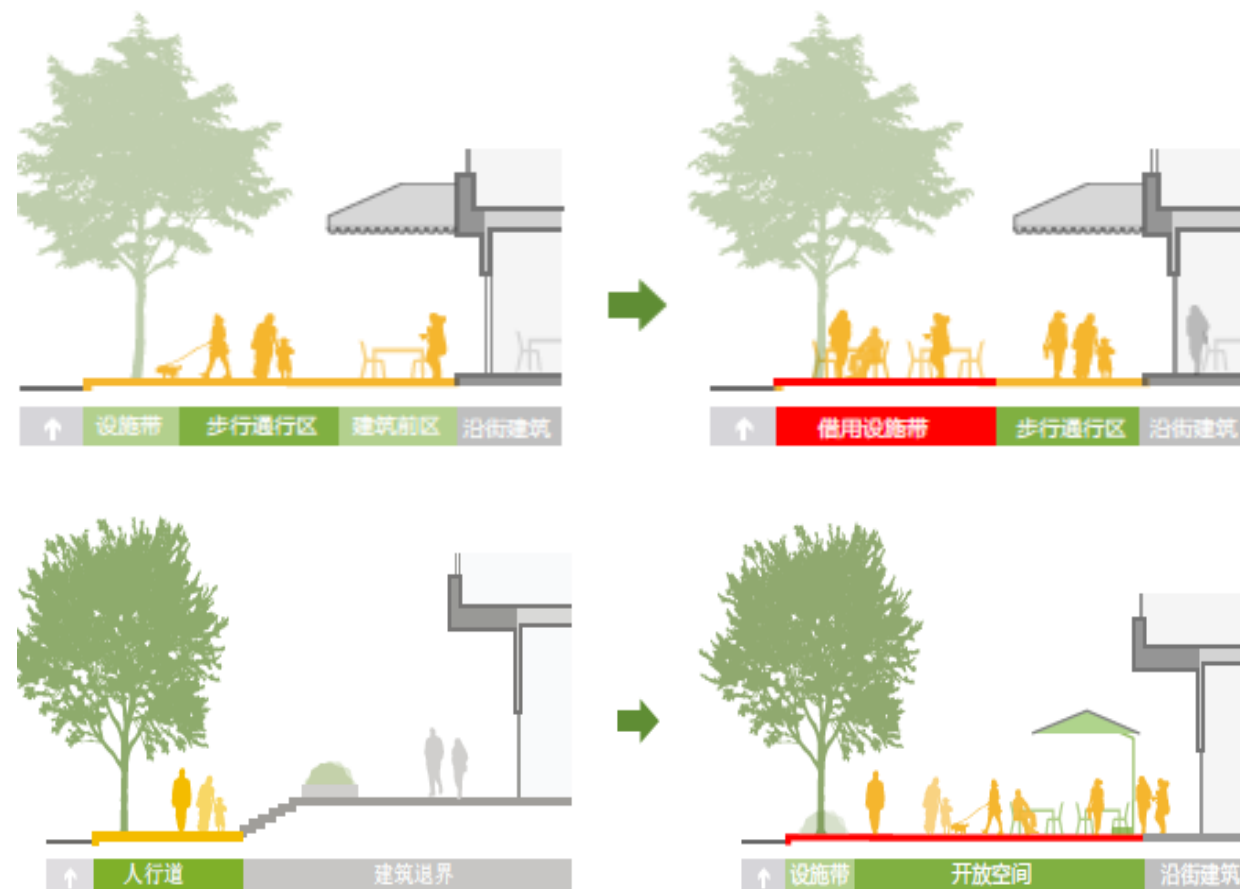 设施带 步行通行区 建筑前区 沿街建筑
借用设施带 步行通行区 沿街建筑
人行道 建筑退界
设施带 开放空间 沿街建筑